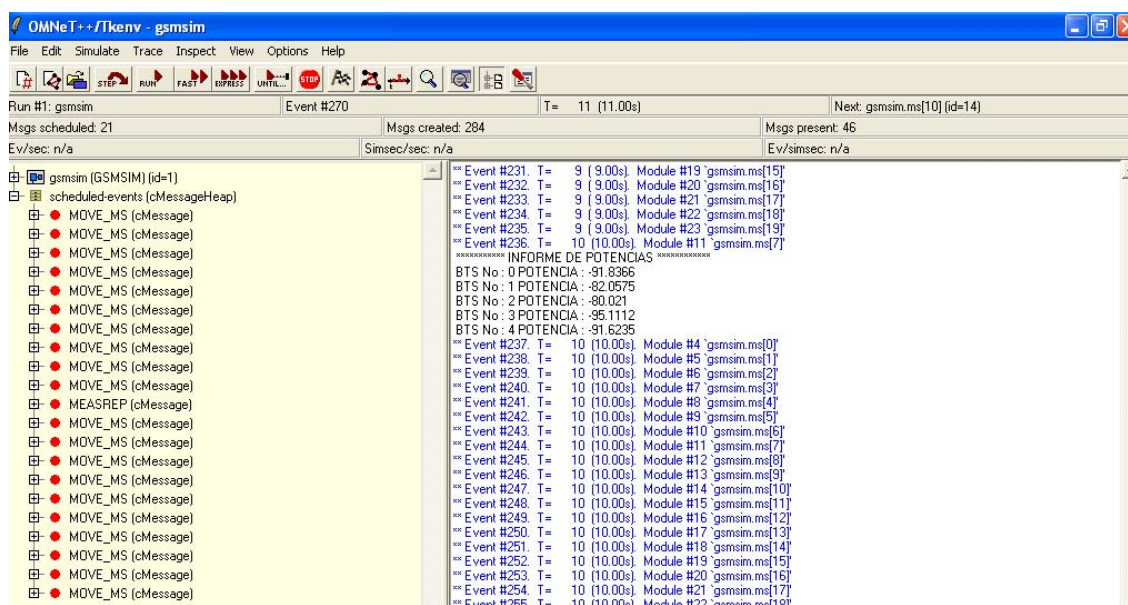 OMNeT++/Tkenv - gsmsim
File Edit Simulate Trace Inspect View Options Help
STEP RUN FAST EXPRESS UNTIL... STOP
Run #1: gsmsim Event #270 T= 11 (11.00s) Next: gsmsim.ms[10] (id=14)
Msgs scheduled: 21 Msgs created: 284 Msgs present: 46
Ev/sec: n/a Simsec/sec: n/a Ev/simsec: n/a
gsmsim (GSMSIM) (id=1)
scheduled-events (cMessageHeap)
MOVE_MS (cMessage)
MOVE_MS (cMessage)
MOVE_MS (cMessage)
MOVE_MS (cMessage)
MOVE_MS (cMessage)
MOVE_MS (cMessage)
MOVE_MS (cMessage)
MOVE_MS (cMessage)
MOVE_MS (cMessage)
MOVE_MS (cMessage)
MEASREP (cMessage)
MOVE_MS (cMessage)
MOVE_MS (cMessage)
MOVE_MS (cMessage)
MOVE_MS (cMessage)
MOVE_MS (cMessage)
MOVE_MS (cMessage)
MOVE_MS (cMessage)
MOVE_MS (cMessage)
MOVE_MS (cMessage)
MOVE_MS (cMessage)
** Event #231. T= 9 ( 9.00s). Module #19 `gsmsim.ms[15]'
** Event #232. T= 9 ( 9.00s). Module #20 `gsmsim.ms[16]'
** Event #233. T= 9 ( 9.00s). Module #21 `gsmsim.ms[17]'
** Event #234. T= 9 ( 9.00s). Module #22 `gsmsim.ms[18]'
** Event #235. T= 9 ( 9.00s). Module #23 `gsmsim.ms[19]'
** Event #236. T= 10 (10.00s). Module #11 `gsmsim.ms[7]'
*********** INFORME DE POTENCIAS ************
BTS No : 0 POTENCIA : -91.8366
BTS No : 1 POTENCIA : -82.0575
BTS No : 2 POTENCIA : -80.021
BTS No : 3 POTENCIA : -95.1112
BTS No : 4 POTENCIA : -91.6235
** Event #237. T= 10 (10.00s). Module #4 `gsmsim.ms[0]'
** Event #238. T= 10 (10.00s). Module #5 `gsmsim.ms[1]'
** Event #239. T= 10 (10.00s). Module #6 `gsmsim.ms[2]'
** Event #240. T= 10 (10.00s). Module #7 `gsmsim.ms[3]'
** Event #241. T= 10 (10.00s). Module #8 `gsmsim.ms[4]'
** Event #242. T= 10 (10.00s). Module #9 `gsmsim.ms[5]'
** Event #243. T= 10 (10.00s). Module #10 `gsmsim.ms[6]'
** Event #244. T= 10 (10.00s). Module #11 `gsmsim.ms[7]'
** Event #245. T= 10 (10.00s). Module #12 `gsmsim.ms[8]'
** Event #246. T= 10 (10.00s). Module #13 `gsmsim.ms[9]'
** Event #247. T= 10 (10.00s). Module #14 `gsmsim.ms[10]'
** Event #248. T= 10 (10.00s). Module #15 `gsmsim.ms[11]'
** Event #249. T= 10 (10.00s). Module #16 `gsmsim.ms[12]'
** Event #250. T= 10 (10.00s). Module #17 `gsmsim.ms[13]'
** Event #251. T= 10 (10.00s). Module #18 `gsmsim.ms[14]'
** Event #252. T= 10 (10.00s). Module #19 `gsmsim.ms[15]'
** Event #253. T= 10 (10.00s). Module #20 `gsmsim.ms[16]'
** Event #254. T= 10 (10.00s). Module #21 `gsmsim.ms[17]'
** Event #255. T= 10 (10.00s). Module #22 `gsmsim.ms[18]'